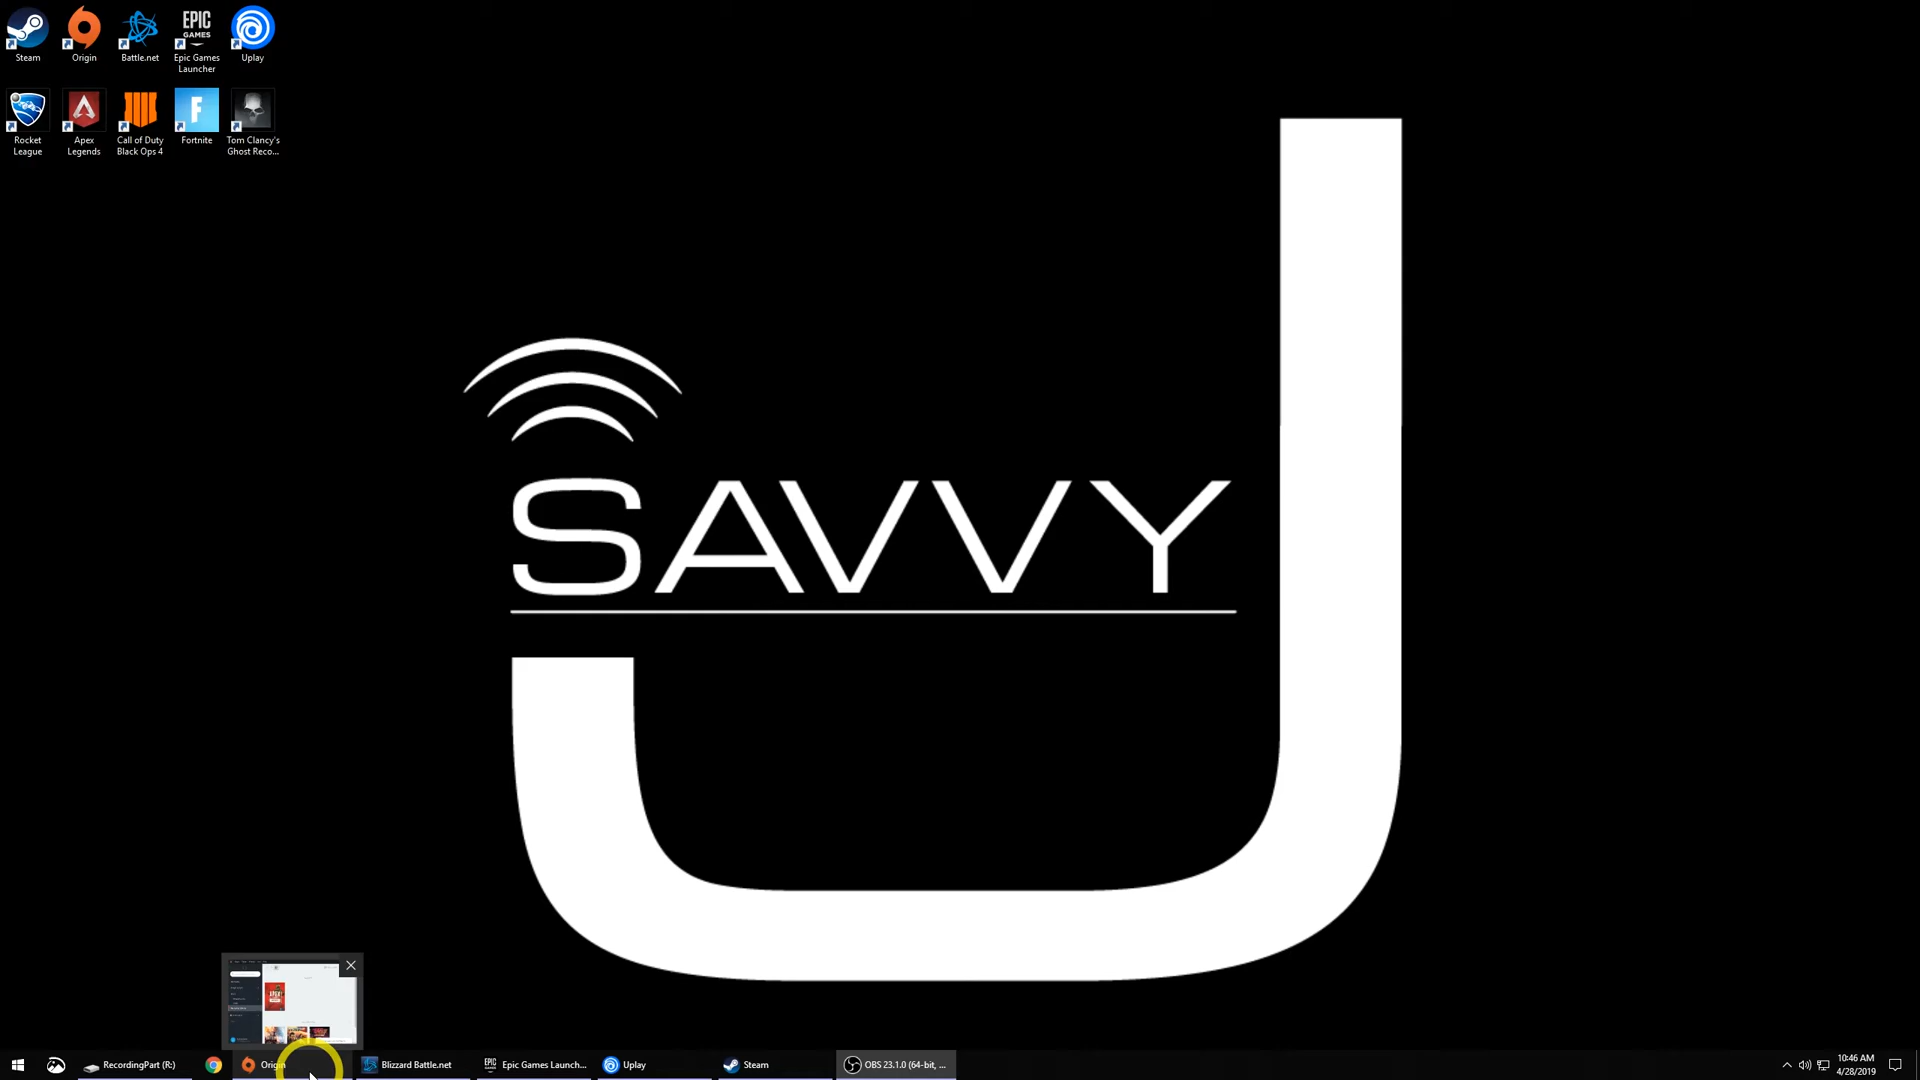 Steam
Origin
Battle.net
EPIC
GAMES
Epic Games
Launcher
Uplay
Rocket
League
Apex
Legends
Call of Duty
Black Ops 4
Fortnite
Tom Clancy's
Ghost Reco...
SAVVY
RecordingPart (R:)
Origin
Blizzard Battle.net
EPIC
Epic Games Launch...
Uplay
Steam
OBS 23.1.0 (64-bit, ...
10:46 AM
4/28/2019